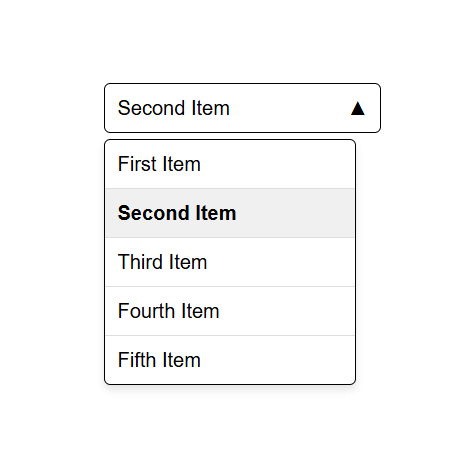 Second Item ▲
First Item
Second Item
Third Item
Fourth Item
Fifth Item